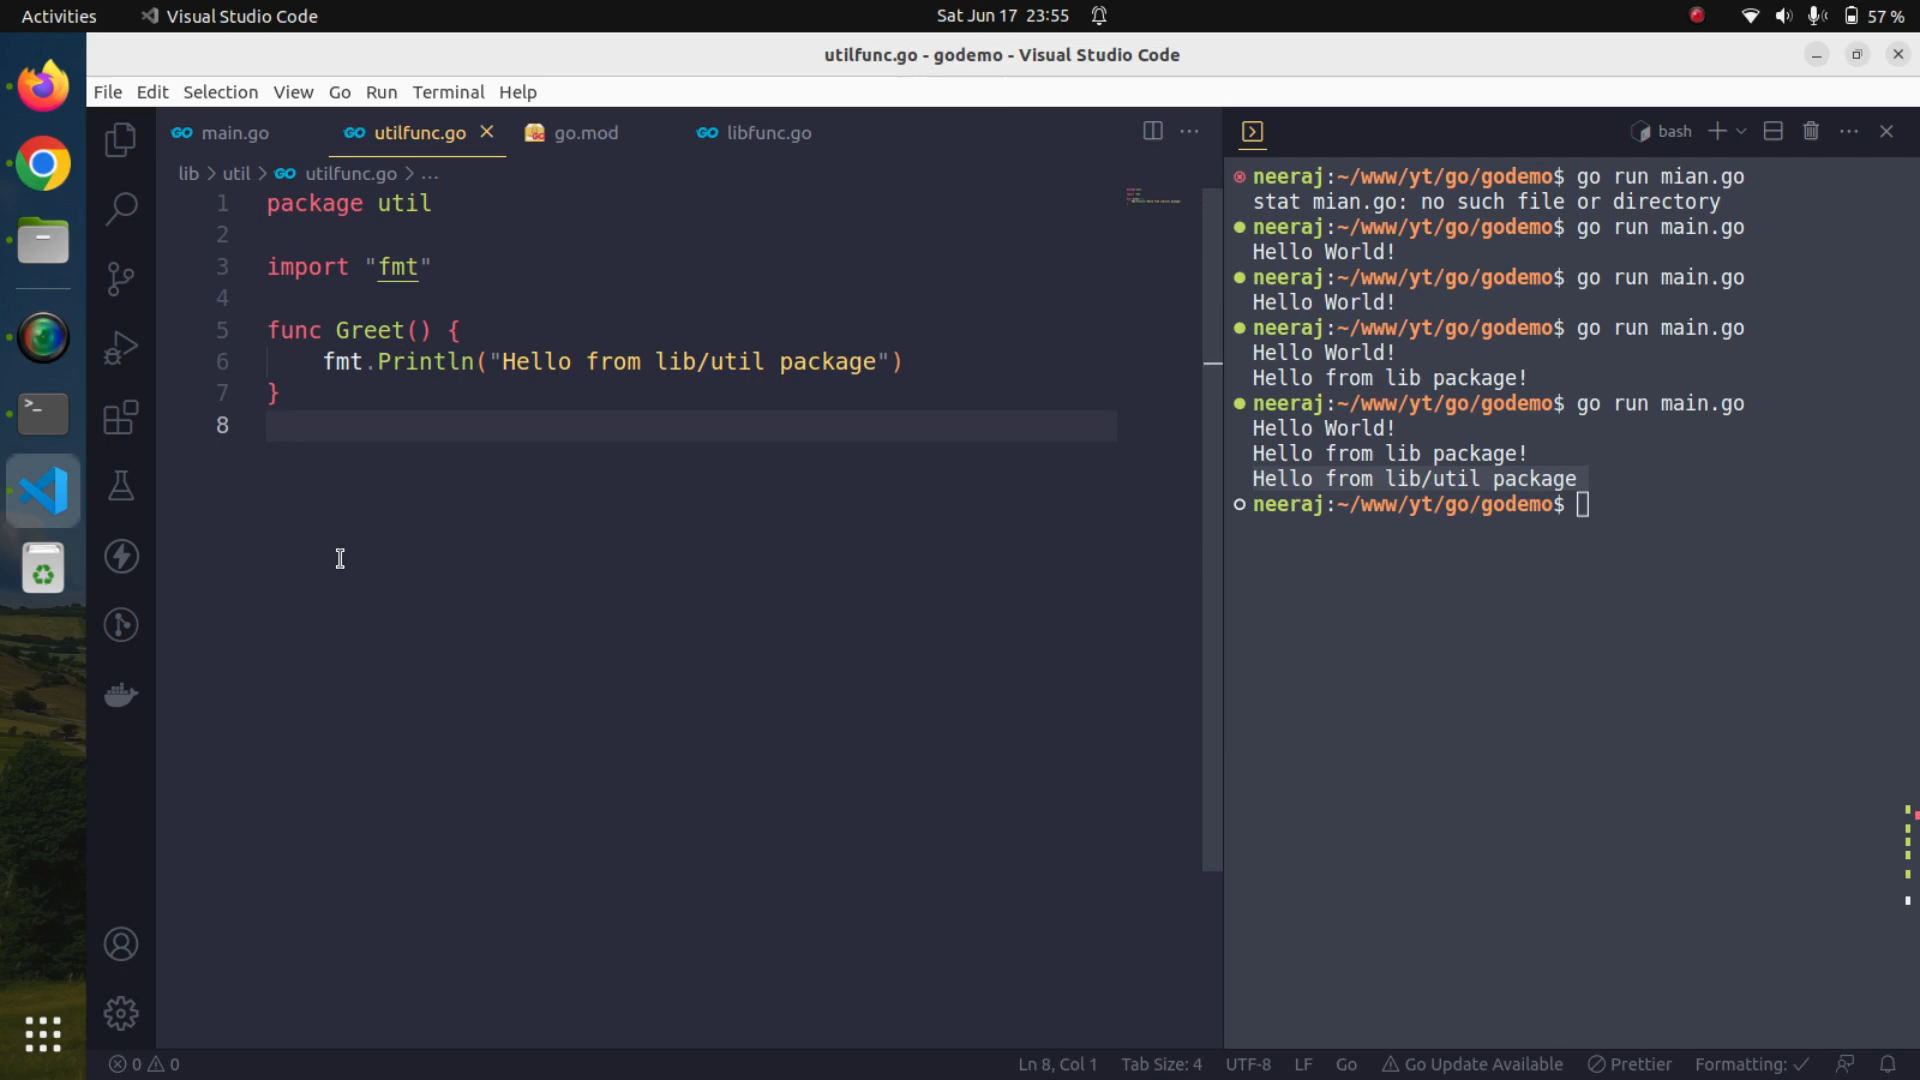 Activities
Visual Studio Code
Sat Jun 17 23:55
57 %
utilfunc.go - godemo - Visual Studio Code
File Edit Selection View Go Run Terminal Help
GO main.go
GO utilfunc.go
go.mod
GO libfunc.go
lib > util > GO utilfunc.go > ...
1 package util
2
3 import "fmt"
4
5 func Greet() {
6 fmt.Println("Hello from lib/util package")
7 }
8
bash
neeraj:~/www/yt/go/godemo$ go run mian.go
stat mian.go: no such file or directory
neeraj:~/www/yt/go/godemo$ go run main.go
Hello World!
neeraj:~/www/yt/go/godemo$ go run main.go
Hello World!
neeraj:~/www/yt/go/godemo$ go run main.go
Hello World!
Hello from lib package!
neeraj:~/www/yt/go/godemo$ go run main.go
Hello World!
Hello from lib package!
Hello from lib/util package
neeraj:~/www/yt/go/godemo$
0 0
Ln 8, Col 1
Tab Size: 4
UTF-8
LF
Go
Go Update Available
Prettier
Formatting: ✓